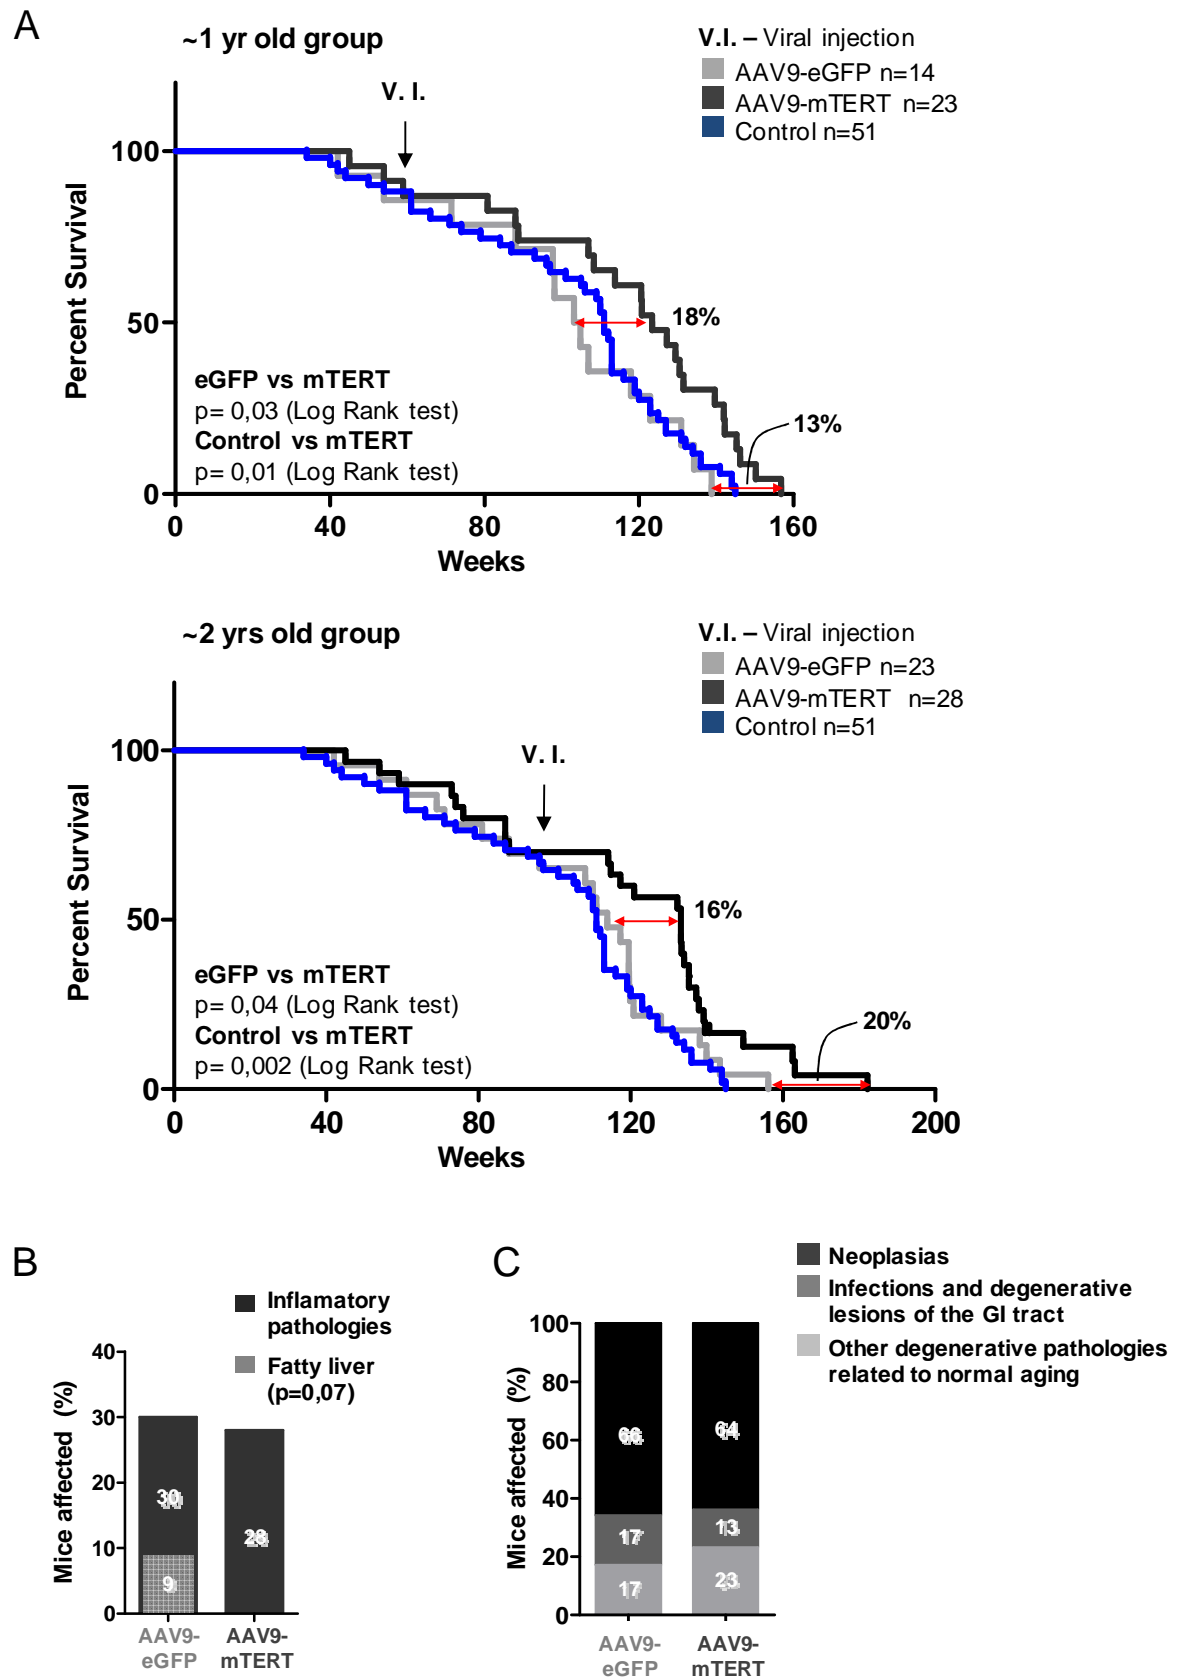 A
~1 yr old group
V.I. – Viral injection
AAV9-eGFP n=14
AAV9-mTERT n=23
Control n=51
V. I.
100
50
0
Percent Survival
18%
13%
eGFP vs mTERT
p= 0,03 (Log Rank test)
Control vs mTERT
p= 0,01 (Log Rank test)
0 40 80 120 160
Weeks
~2 yrs old group
V.I. – Viral injection
AAV9-eGFP n=23
AAV9-mTERT n=28
Control n=51
V. I.
100
50
0
Percent Survival
16%
20%
eGFP vs mTERT
p= 0,04 (Log Rank test)
Control vs mTERT
p= 0,002 (Log Rank test)
0 40 80 120 160 200
Weeks
B
Inflamatory
pathologies
Fatty liver
(p=0,07)
40
30
20
10
0
Mice affected (%)
30
9
28
AAV9-
eGFP
AAV9-
mTERT
C
Neoplasias
Infections and degenerative
lesions of the GI tract
Other degenerative pathologies
related to normal aging
100
80
60
40
20
0
Mice affected (%)
66
17
17
64
13
23
AAV9-
eGFP
AAV9-
mTERT